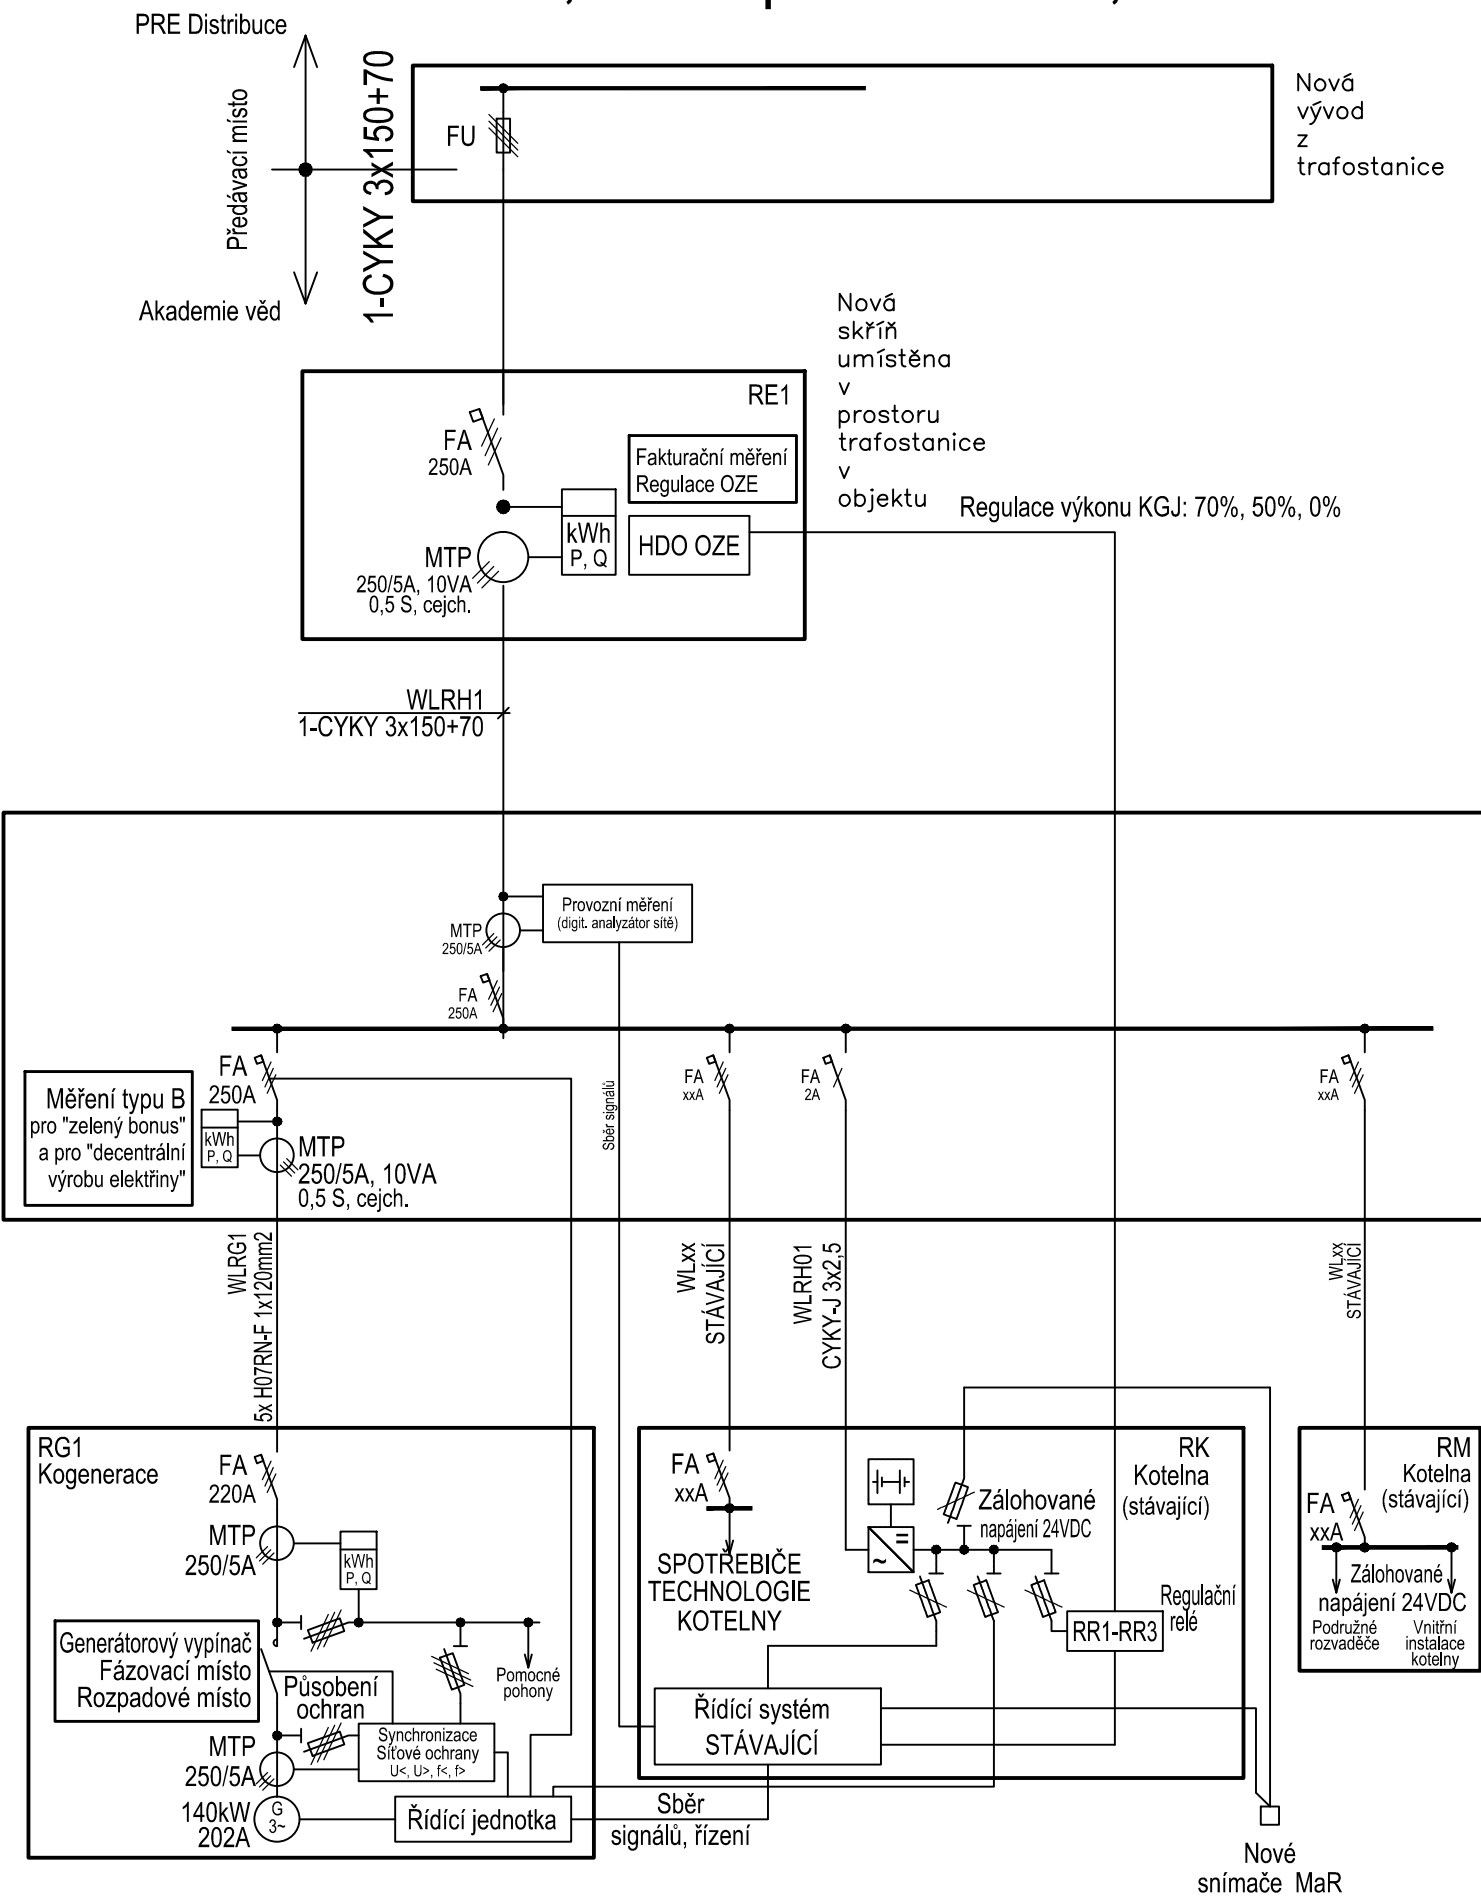 PRE Distribuce
Předávací místo
Akademie věd
1-CYKY 3x150+70
FU
Nová
vývod
z
trafostanice
Nová
skříň
umístěna
v
prostoru
trafostanice
v
objektu
RE1
FA
250A
Fakturační měření
Regulace OZE
kWh
P, Q
HDO OZE
MTP
250/5A, 10VA
0,5 S, cejch.
Regulace výkonu KGJ: 70%, 50%, 0%
WLRH1
1-CYKY 3x150+70
Provozní měření
(digit. analyzátor sítě)
MTP
250/5A
FA
250A
FA
250A
Měření typu B
pro "zelený bonus"
a pro "decentrální
výrobu elektřiny"
kWh
P, Q
MTP
250/5A, 10VA
0,5 S, cejch.
Sběr signálů
FA
xxA
FA
2A
FA
xxA
WLRG1
5x H07RN-F 1x120mm2
WLxx
STÁVAJÍCÍ
WLRH01
CYKY-J 3x2,5
WLxx
STÁVAJÍCÍ
RG1
Kogenerace
FA
220A
MTP
250/5A
kWh
P, Q
Generátorový vypínač
Fázovací místo
Rozpadové místo
Působení
ochran
Pomocné
pohony
Synchronizace
Síťové ochrany
U<, U>, f<, f>
MTP
250/5A
140kW
202A
G
3~
Řídící jednotka
Sběr
signálů, řízení
RK
Kotelna
(stávající)
FA
xxA
SPOTŘEBIČE
TECHNOLOGIE
KOTELNY
=
~
Zálohované
napájení 24VDC
Regulační
relé
RR1-RR3
Řídící systém
STÁVAJÍCÍ
RM
Kotelna
(stávající)
FA
xxA
Zálohované
napájení 24VDC
Podružné
rozvaděče
Vnitřní
instalace
kotelny
Nové
snímače MaR